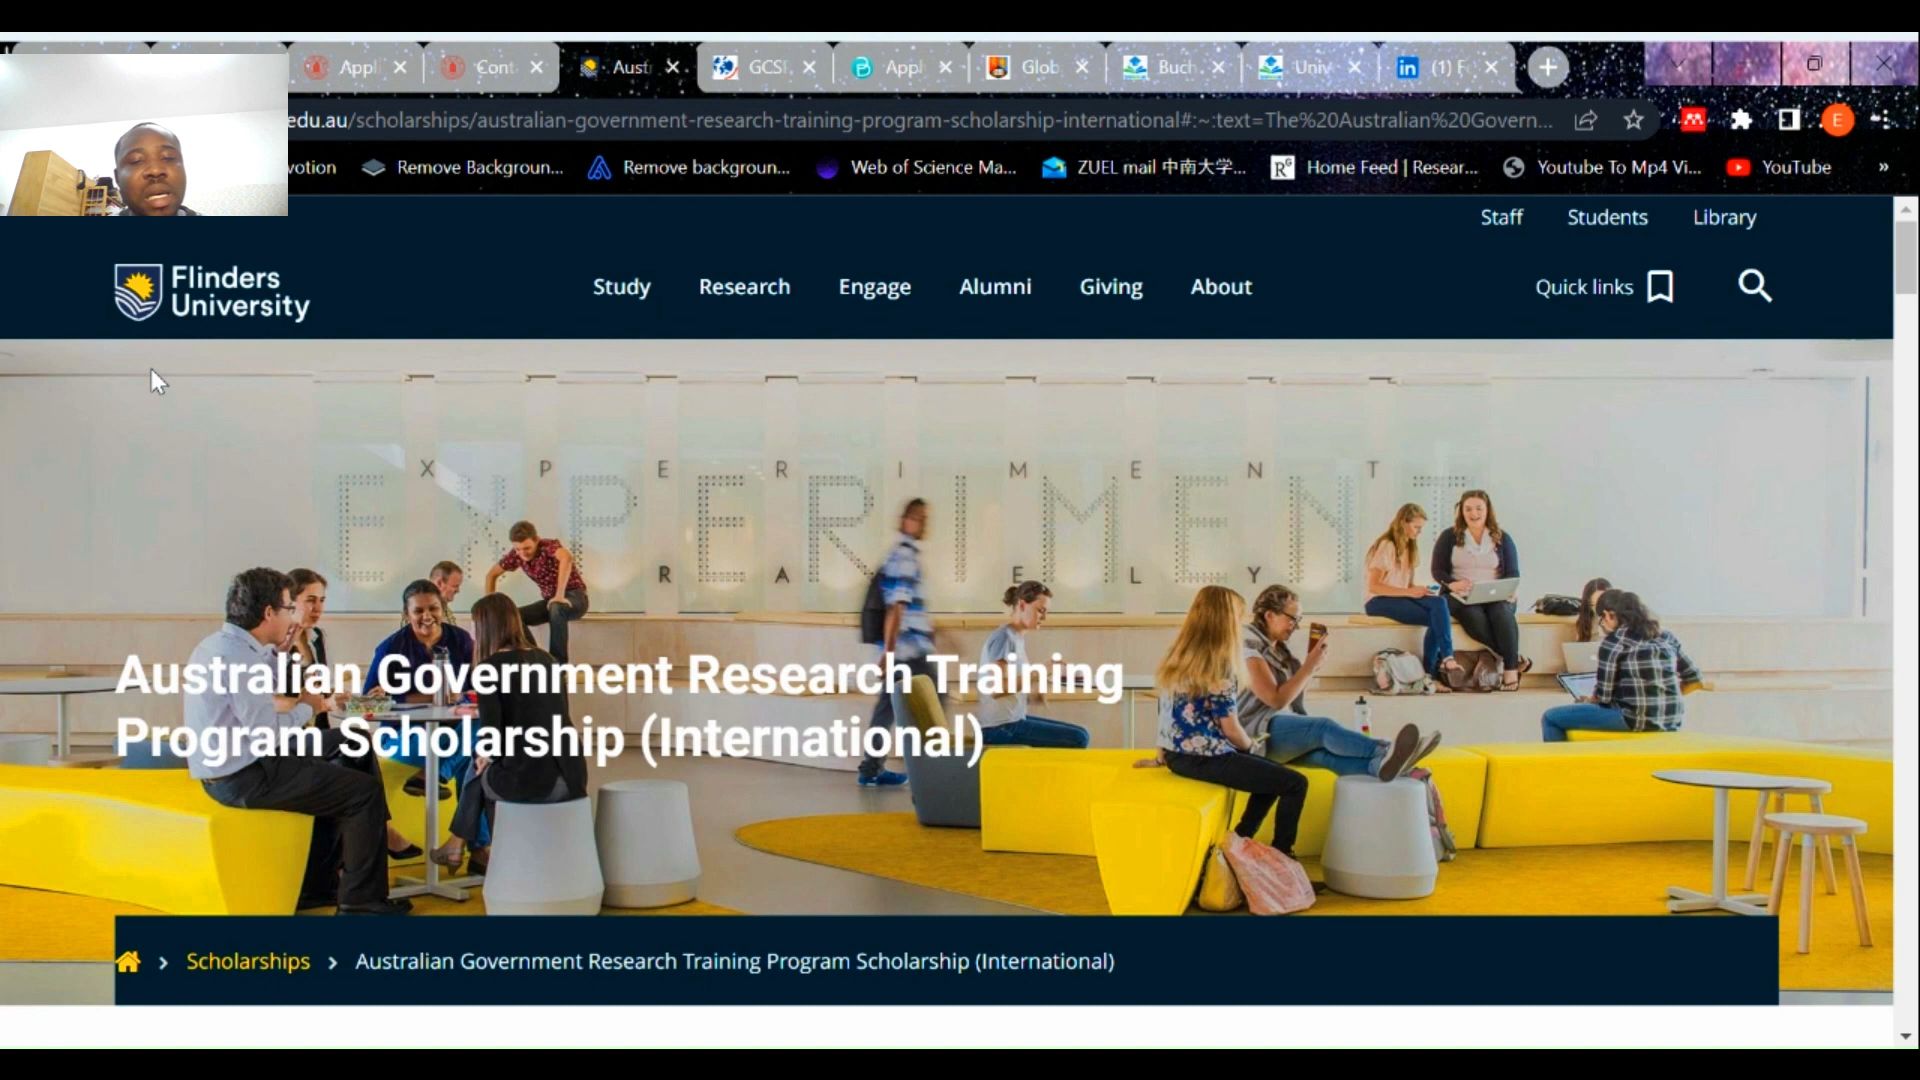 Appl
Cont
Aust
GCSI
Appl
Glob
Buch
Univ
(1) F
edu.au/scholarships/australian-government-research-training-program-scholarship-international#:~:text=The%20Australian%20Govern...
votion
Remove Backgroun...
Remove backgroun...
Web of Science Ma...
ZUEL mail 中南大学...
Home Feed | Resear...
Youtube To Mp4 Vi...
YouTube
»
Staff
Students
Library
Flinders
University
Study
Research
Engage
Alumni
Giving
About
Quick links
EXPERIMENT
EXPERIMENT
R A E L Y
Australian Government Research Training
Program Scholarship (International)
Scholarships
Australian Government Research Training Program Scholarship (International)